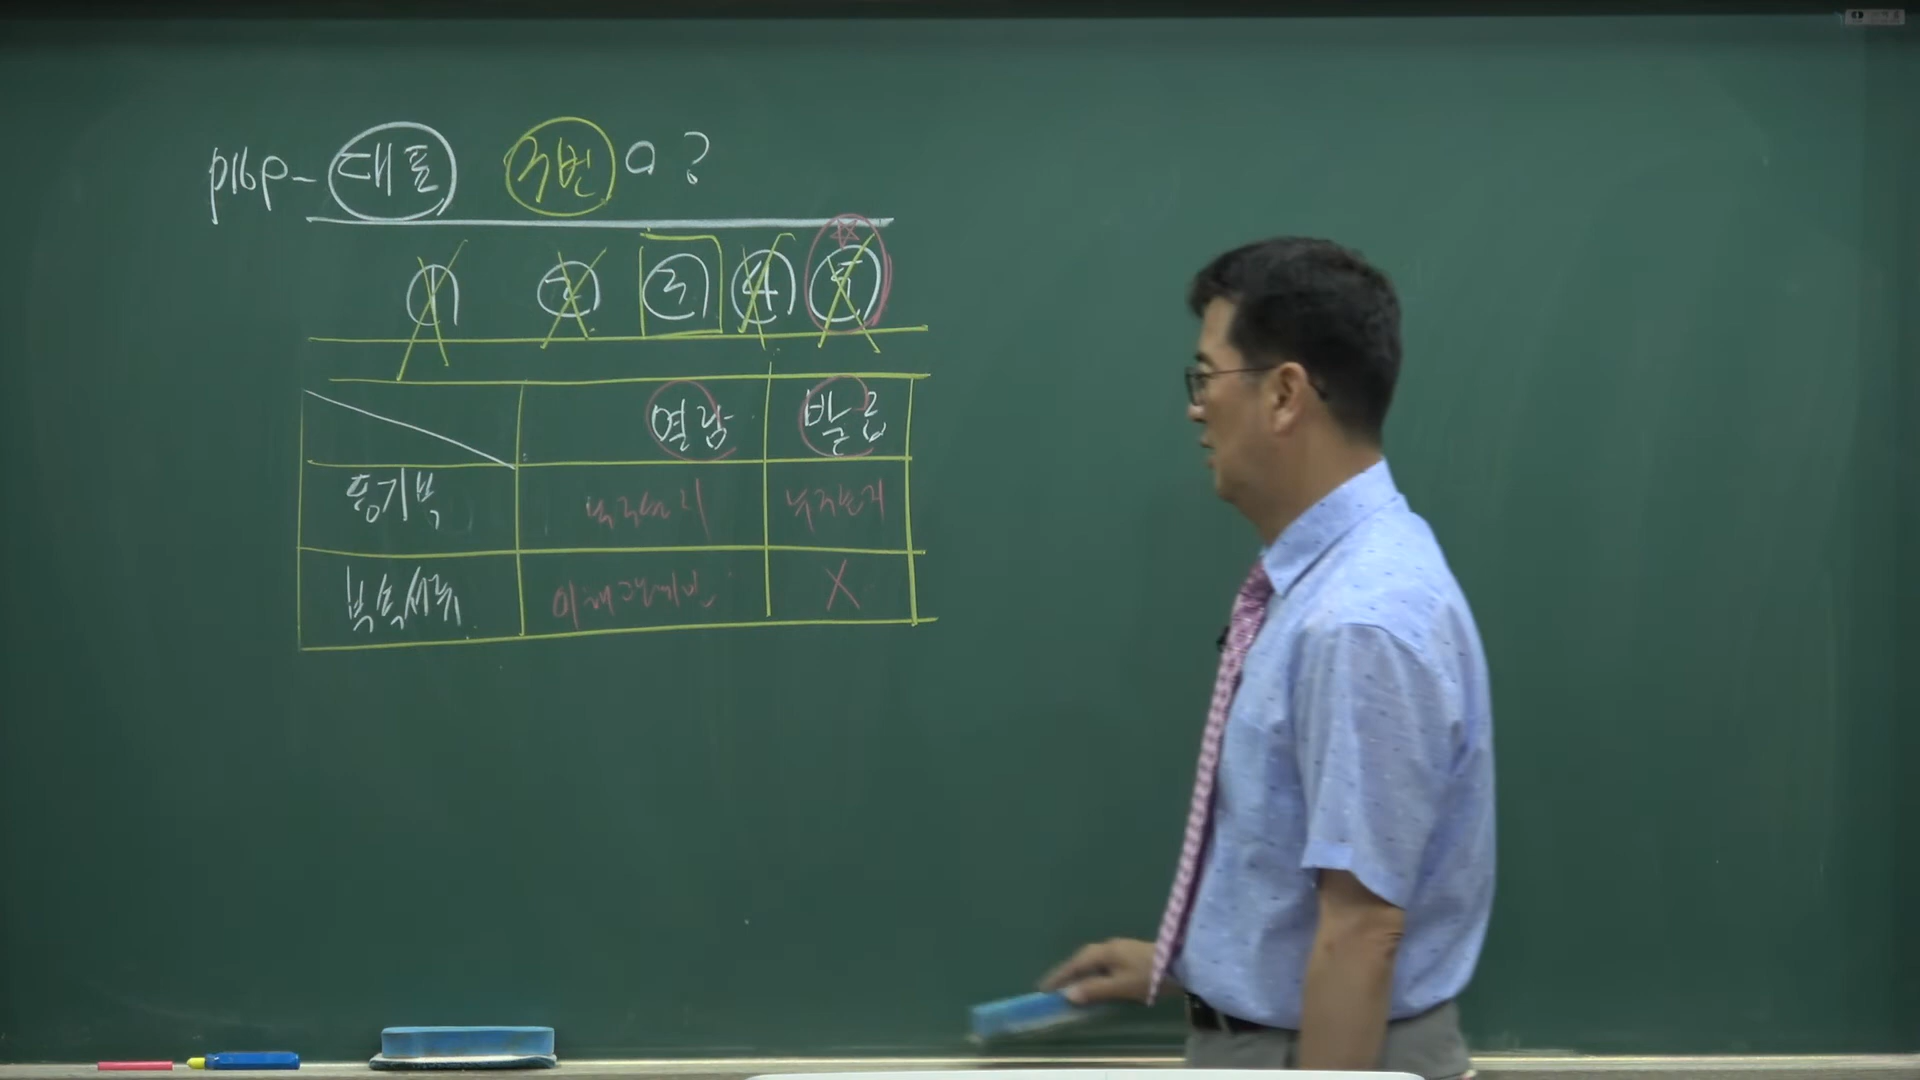 p16p-대표 주번 a?
① ② ③ ④ ⑤
열람 발급
등기부 누구든지 누구든지
부속서류 이해관계인 X